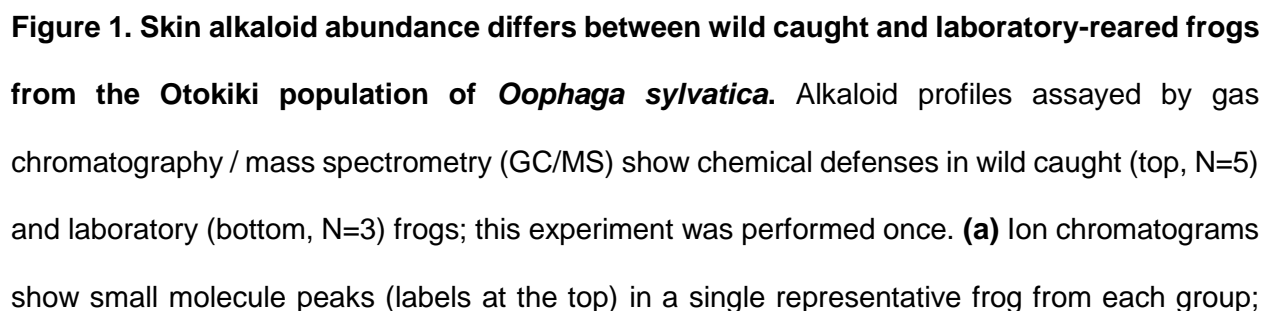 Figure 1. Skin alkaloid abundance differs between wild caught and laboratory-reared frogs
from the Otokiki population of Oophaga sylvatica. Alkaloid profiles assayed by gas
chromatography / mass spectrometry (GC/MS) show chemical defenses in wild caught (top, N=5)
and laboratory (bottom, N=3) frogs; this experiment was performed once. (a) Ion chromatograms
show small molecule peaks (labels at the top) in a single representative frog from each group;